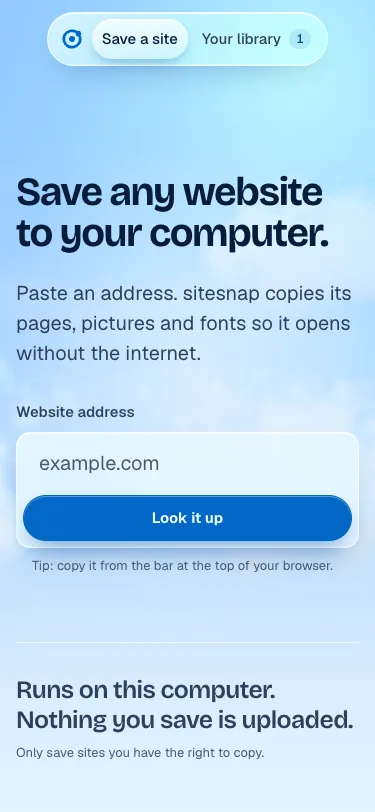 Save a site
Your library 1
Save any website
to your computer.
Paste an address. sitesnap copies its
pages, pictures and fonts so it opens
without the internet.
Website address
example.com
Look it up
Tip: copy it from the bar at the top of your browser.
Runs on this computer.
Nothing you save is uploaded.
Only save sites you have the right to copy.